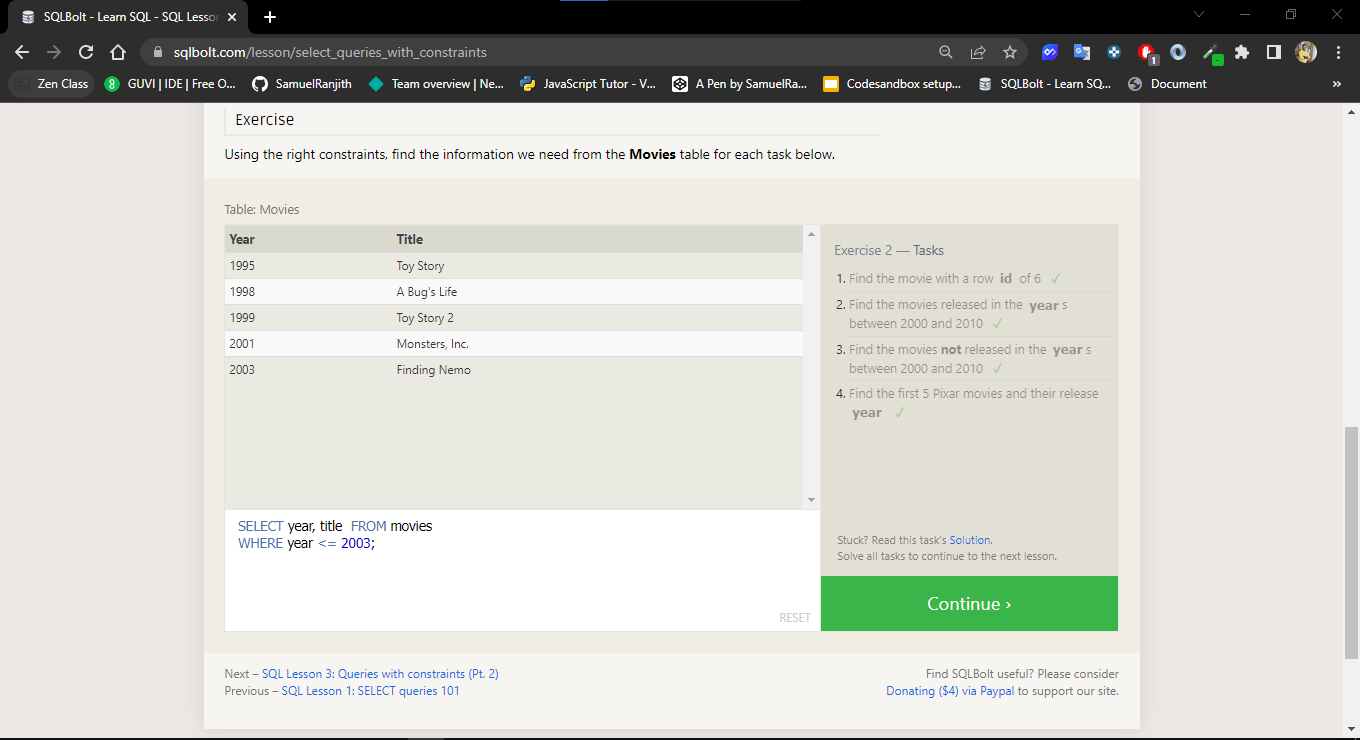 SQLBolt - Learn SQL - SQL Lesson
sqlbolt.com/lesson/select_queries_with_constraints
1
Zen Class
GUVI | IDE | Free O...
SamuelRanjith
Team overview | Ne...
JavaScript Tutor - V...
A Pen by SamuelRa...
Codesandbox setup...
SQLBolt - Learn SQ...
Document
»
Exercise
Using the right constraints, find the information we need from the Movies table for each task below.
Table: Movies
Year Title
1995 Toy Story
1998 A Bug's Life
1999 Toy Story 2
2001 Monsters, Inc.
2003 Finding Nemo
SELECT year, title FROM movies
WHERE year <= 2003;
RESET
Exercise 2 — Tasks
1. Find the movie with a row id of 6 ✓
2. Find the movies released in the year s
between 2000 and 2010 ✓
3. Find the movies not released in the year s
between 2000 and 2010 ✓
4. Find the first 5 Pixar movies and their release
year ✓
Stuck? Read this task's Solution.
Solve all tasks to continue to the next lesson.
Continue ›
Next – SQL Lesson 3: Queries with constraints (Pt. 2)
Previous – SQL Lesson 1: SELECT queries 101
Find SQLBolt useful? Please consider
Donating ($4) via Paypal to support our site.